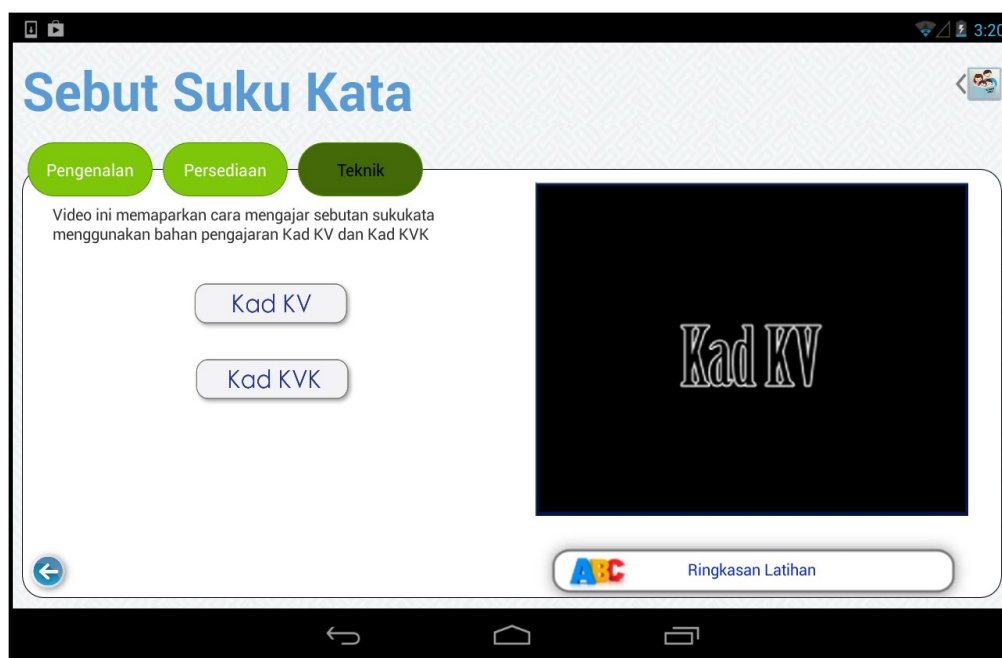 3:20
Sebut Suku Kata
Pengenalan Persediaan Teknik
Video ini memaparkan cara mengajar sebutan sukukata
menggunakan bahan pengajaran Kad KV dan Kad KVK
Kad KV
Kad KVK
Kad KV
ABC Ringkasan Latihan